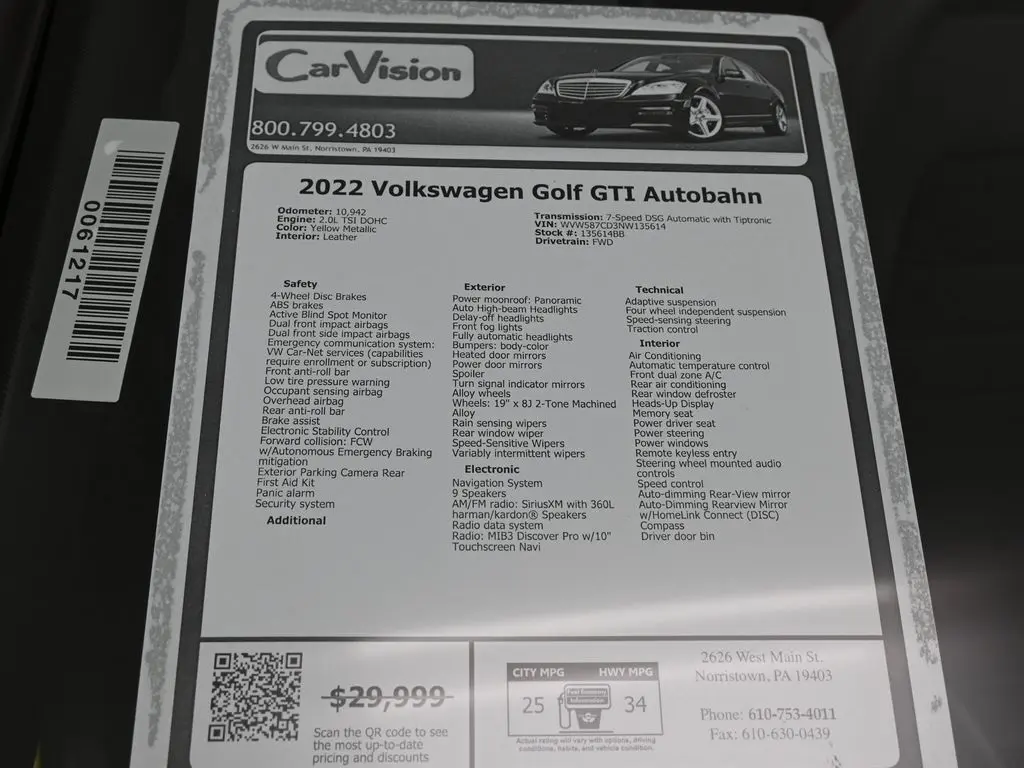 CarVision
800.799.4803
2626 W Main St, Norristown, PA 19403
0061217
2022 Volkswagen Golf GTI Autobahn
Odometer: 10,942
Engine: 2.0L TSI DOHC
Color: Yellow Metallic
Interior: Leather
Transmission: 7-Speed DSG Automatic with Tiptronic
VIN: WVW587CD3NW135614
Stock #: 135614BB
Drivetrain: FWD
Safety
4-Wheel Disc Brakes
ABS brakes
Active Blind Spot Monitor
Dual front impact airbags
Dual front side impact airbags
Emergency communication system:
VW Car-Net services (capabilities
require enrollment or subscription)
Front anti-roll bar
Low tire pressure warning
Occupant sensing airbag
Overhead airbag
Rear anti-roll bar
Brake assist
Electronic Stability Control
Forward collision: FCW
w/Autonomous Emergency Braking
mitigation
Exterior Parking Camera Rear
First Aid Kit
Panic alarm
Security system
Additional
Exterior
Power moonroof: Panoramic
Auto High-beam Headlights
Delay-off headlights
Front fog lights
Fully automatic headlights
Bumpers: body-color
Heated door mirrors
Power door mirrors
Spoiler
Turn signal indicator mirrors
Alloy wheels
Wheels: 19" x 8J 2-Tone Machined
Alloy
Rain sensing wipers
Rear window wiper
Speed-Sensitive Wipers
Variably intermittent wipers
Electronic
Navigation System
9 Speakers
AM/FM radio: SiriusXM with 360L
harman/kardon® Speakers
Radio data system
Radio: MIB3 Discover Pro w/10"
Touchscreen Navi
Technical
Adaptive suspension
Four wheel independent suspension
Speed-sensing steering
Traction control
Interior
Air Conditioning
Automatic temperature control
Front dual zone A/C
Rear air conditioning
Rear window defroster
Heads-Up Display
Memory seat
Power driver seat
Power steering
Power windows
Remote keyless entry
Steering wheel mounted audio
controls
Speed control
Auto-dimming Rear-View mirror
Auto-Dimming Rearview Mirror
w/HomeLink Connect (DISC)
Compass
Driver door bin
$29,999
Scan the QR code to see
the most up-to-date
pricing and discounts
CITY MPG
HWY MPG
25
Fuel Economy
Information
34
Actual rating will vary with options, driving
conditions, habits, and vehicle condition.
2626 West Main St.
Norristown, PA 19403
Phone: 610-753-4011
Fax: 610-630-0439